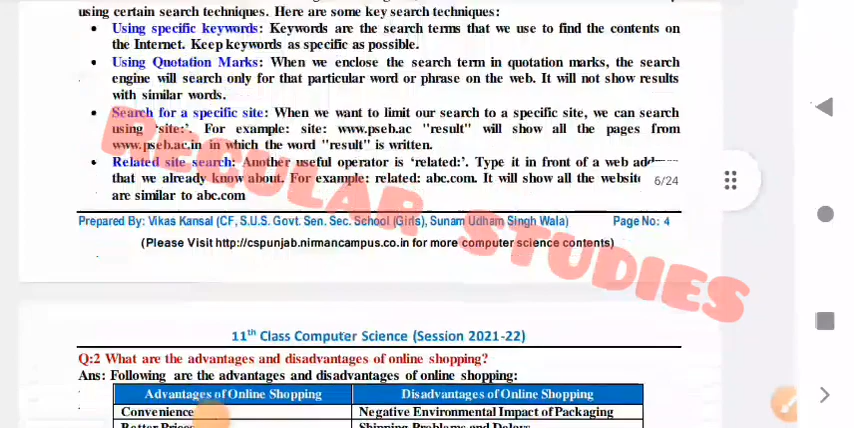 using certain search techniques. Here are some key search techniques:
• Using specific keywords: Keywords are the search terms that we use to find the contents on
the Internet. Keep keywords as specific as possible.
• Using Quotation Marks: When we enclose the search term in quotation marks, the search
engine will search only for that particular word or phrase on the web. It will not show results
with similar words.
• Search for a specific site: When we want to limit our search to a specific site, we can search
using 'site:'. For example: site: www.pseb.ac "result" will show all the pages from
www.pseb.ac.in in which the word "result" is written.
• Related site search: Another useful operator is 'related:'. Type it in front of a web
that we already know about. For example: related: abc.com. It will show all the
are similar to abc.com
6/24
REGULAR STUDIES
Prepared By: Vikas Kansal (CF, S.U.S. Govt. Sen. Sec. School (Girls), Sunam Udham Singh Wala) Page No: 4
(Please Visit http://cspunjab.nirmancampus.co.in for more computer science contents)
11th Class Computer Science (Session 2021-22)
Q:2 What are the advantages and disadvantages of online shopping?
Ans: Following are the advantages and disadvantages of online shopping:
Advantages of Online Shopping Disadvantages of Online Shopping
Convenience Negative Environmental Impact of Packaging
Better Prices Shipping Problems and Delays